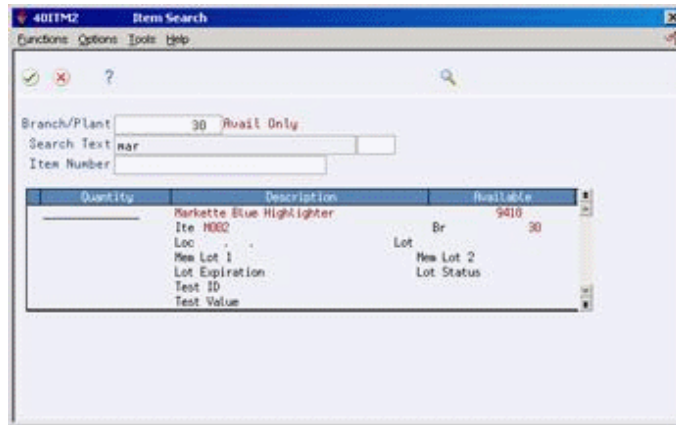 40ITM2 Item Search
Functions Options Tools Help
?
Branch/Plant 30 Avail Only
Search Text mar
Item Number
Quantity Description Available
Markette Blue Highlighter 9410
Ite M002 Br 30
Loc . . Lot
Mem Lot 1 Mem Lot 2
Lot Expiration Lot Status
Test ID
Test Value